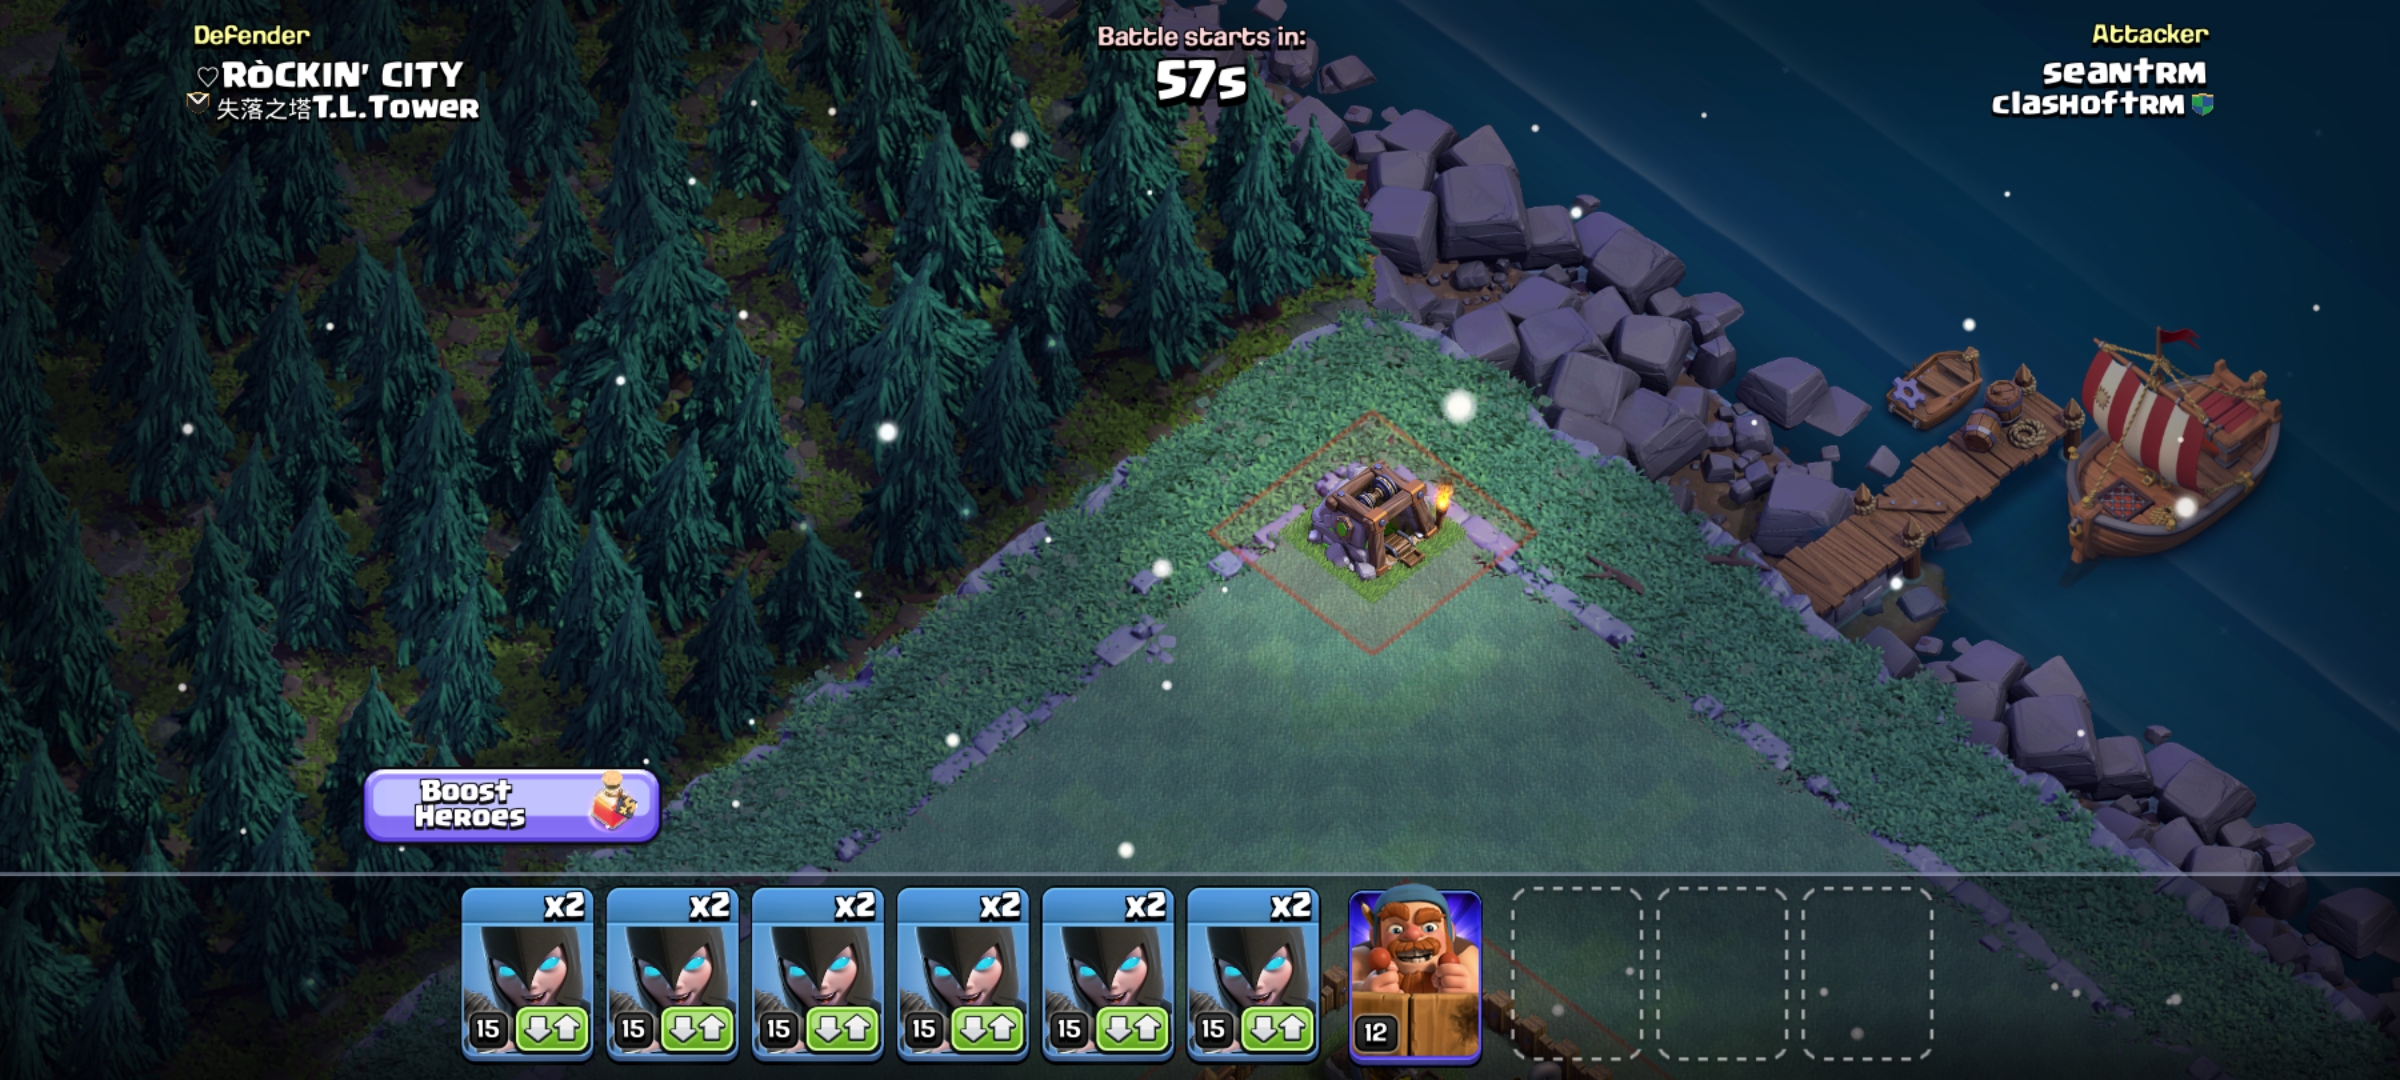 Defender
♡RÒCKIN' CITY
失落之塔T.L.Tower
Battle starts in:
57s
Attacker
seantRM
clashoftRM
Boost
Heroes
x2
x2
x2
x2
x2
x2
15
15
15
15
15
15
12